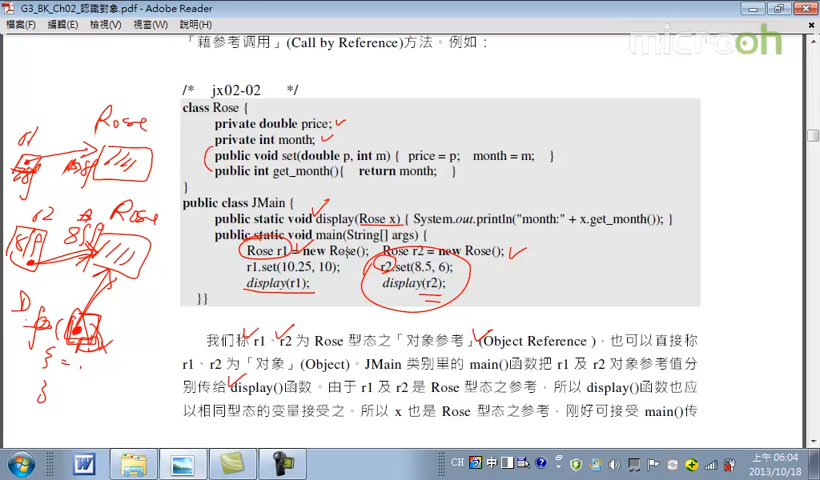 G3_BK_Ch02_認識對象.pdf - Adobe Reader
檔案(F) 編輯(E) 檢視(V) 視窗(W) 說明(H)
microoh
「藉参考调用」(Call by Reference)方法。例如：
/* jx02-02 */
class Rose {
private double price;
private int month;
public void set(double p, int m) { price = p; month = m; }
public int get_month(){ return month; }
}
public class JMain {
public static void display(Rose x) { System.out.println("month:" + x.get_month()); }
public static void main(String[] args) {
Rose r1 = new Rose(); Rose r2 = new Rose();
r1.set(10.25, 10); r2.set(8.5, 6);
display(r1); display(r2);
}}
我们称 r1、r2 为 Rose 型态之「对象参考」(Object Reference )，也可以直接称
r1、r2 为「对象」(Object)。JMain 类别里的 main()函数把 r1 及 r2 对象参考值分
别传给 display()函数。由于 r1 及 r2 是 Rose 型态之参考，所以 display()函数也应
以相同型态的变量接受之。所以 x 也是 Rose 型态之参考，刚好可接受 main()传
Rose
r1
r2
Rose
D
{ =
}
CH 中
上午 06:04
2013/10/18